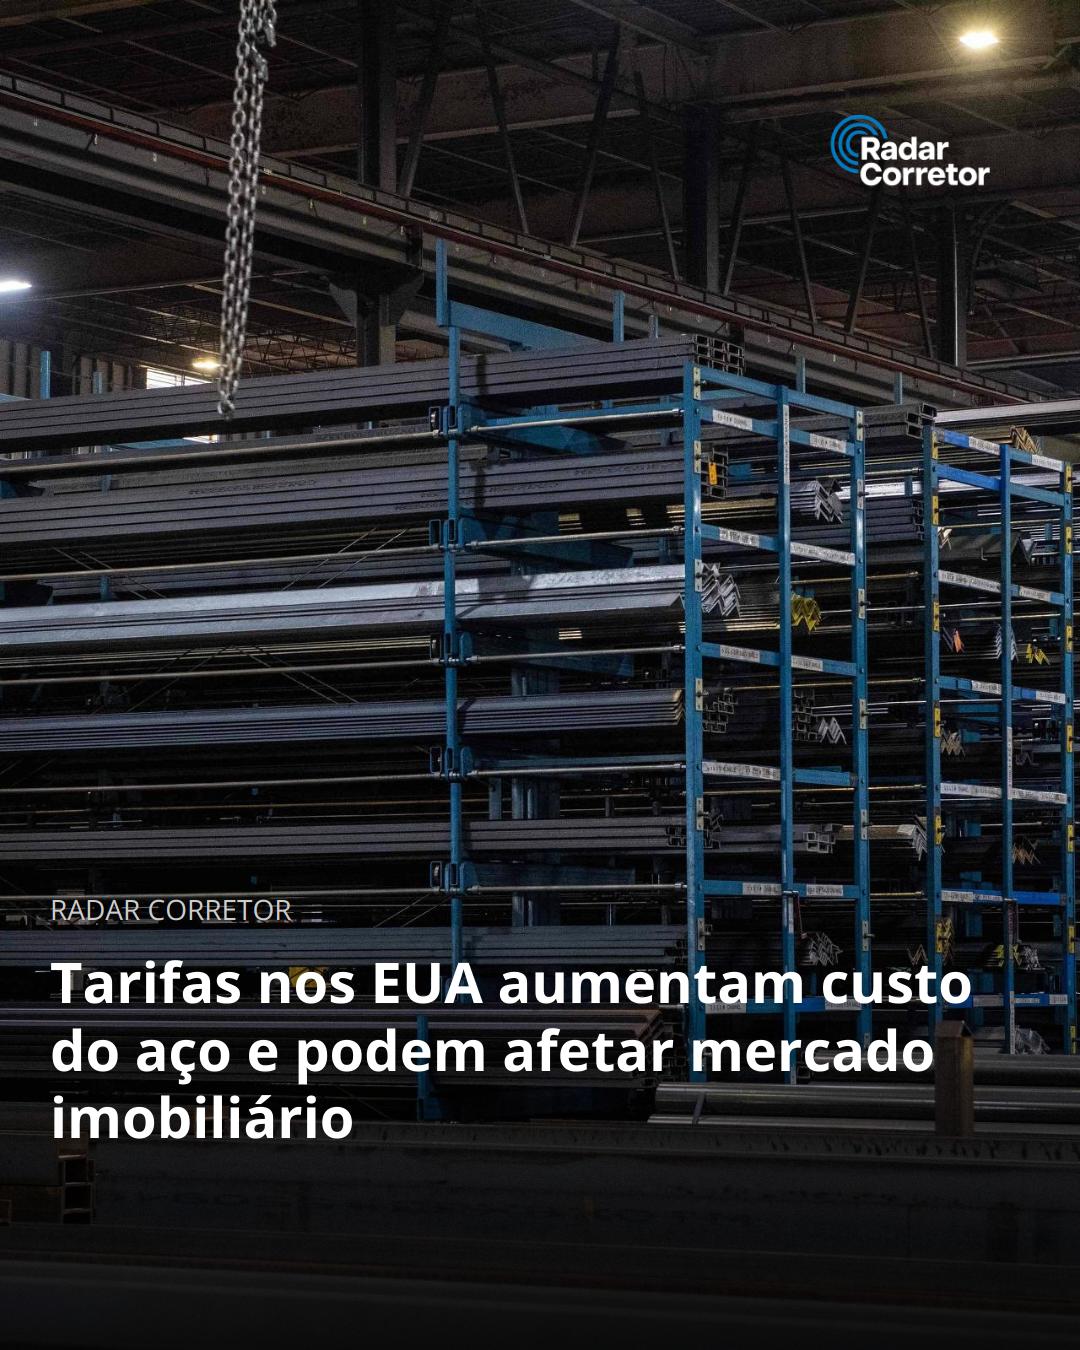 Radar
Corretor
RADAR CORRETOR
Tarifas nos EUA aumentam custo
do aço e podem afetar mercado
imobiliário